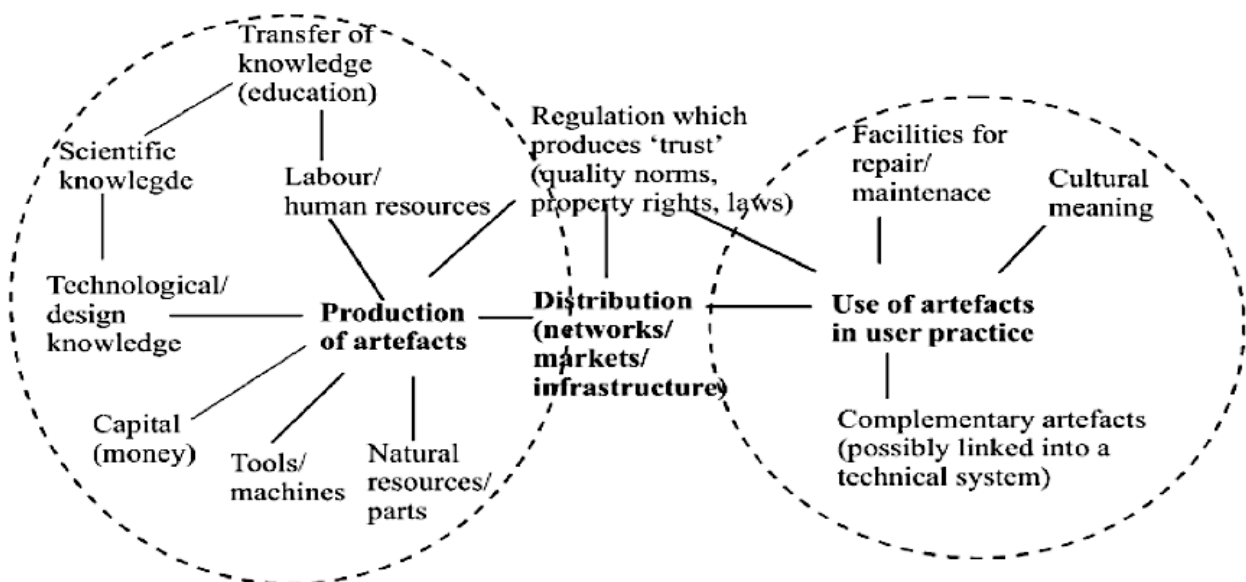 Transfer of
knowledge
(education)
Scientific
knowlegde
Labour/
human resources
Technological/
design
knowledge
Production
of artefacts
Capital
(money)
Tools/
machines
Natural
resources/
parts
Regulation which
produces ‘trust’
(quality norms,
property rights, laws)
Distribution
(networks/
markets/
infrastructure)
Facilities for
repair/
maintenace
Cultural
meaning
Use of artefacts
in user practice
Complementary artefacts
(possibly linked into a
technical system)